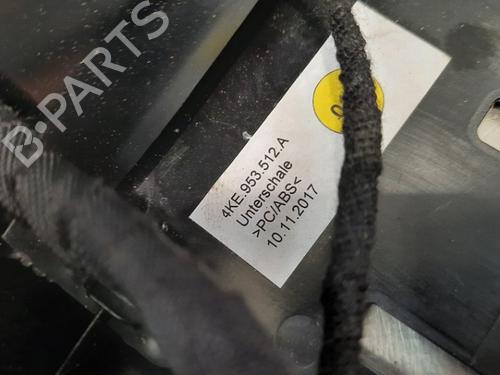 B-PARTS
4KE.953.512.A
Unterschale
>PC/ABS<
10.11.2017